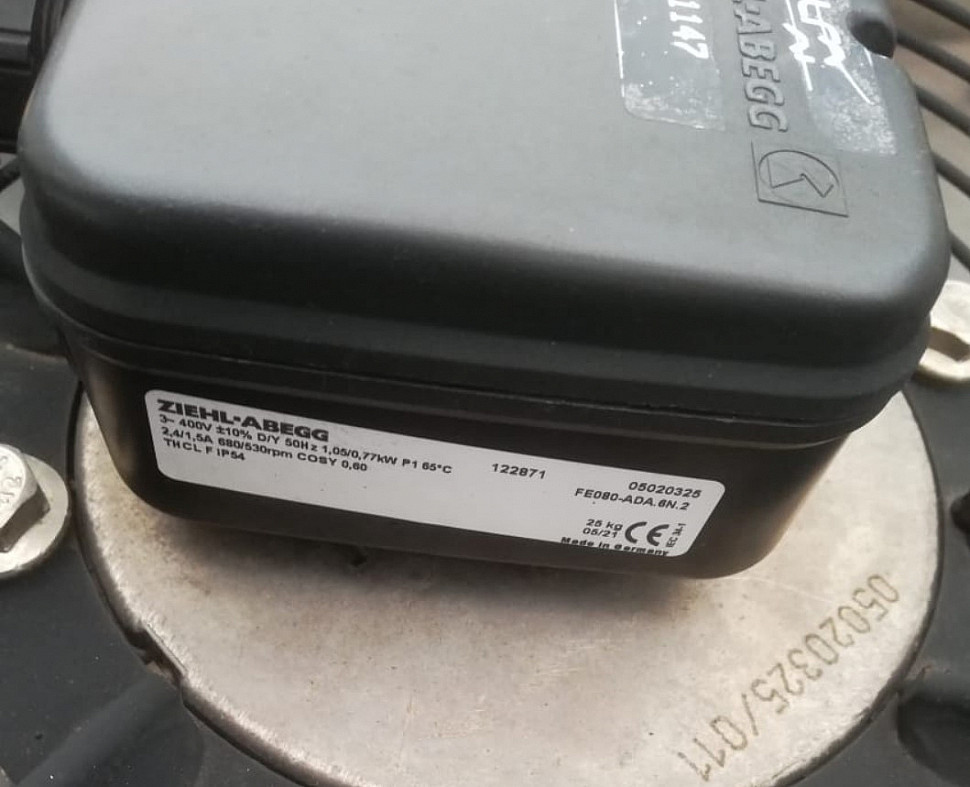 1147
-ABEGG
ZIEHL-ABEGG
3~ 400V ±10% D/Y 50Hz 1,05/0,77kW P1 65°C
2,4/1,5A 680/530rpm COSY 0,60
THCL F IP54
122871
05020325
FE080-ADA.6N.2
25 kg
05/21
CE
Made in Germany
05020325/011